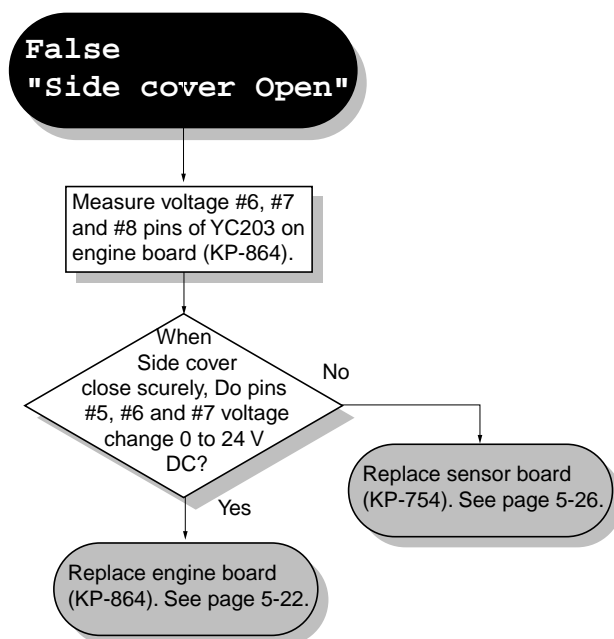 False
"Side cover Open"
Measure voltage #6, #7
and #8 pins of YC203 on
engine board (KP-864).
When
Side cover
close scurely, Do pins
#5, #6 and #7 voltage
change 0 to 24 V
DC?
No
Replace sensor board
(KP-754). See page 5-26.
Yes
Replace engine board
(KP-864). See page 5-22.